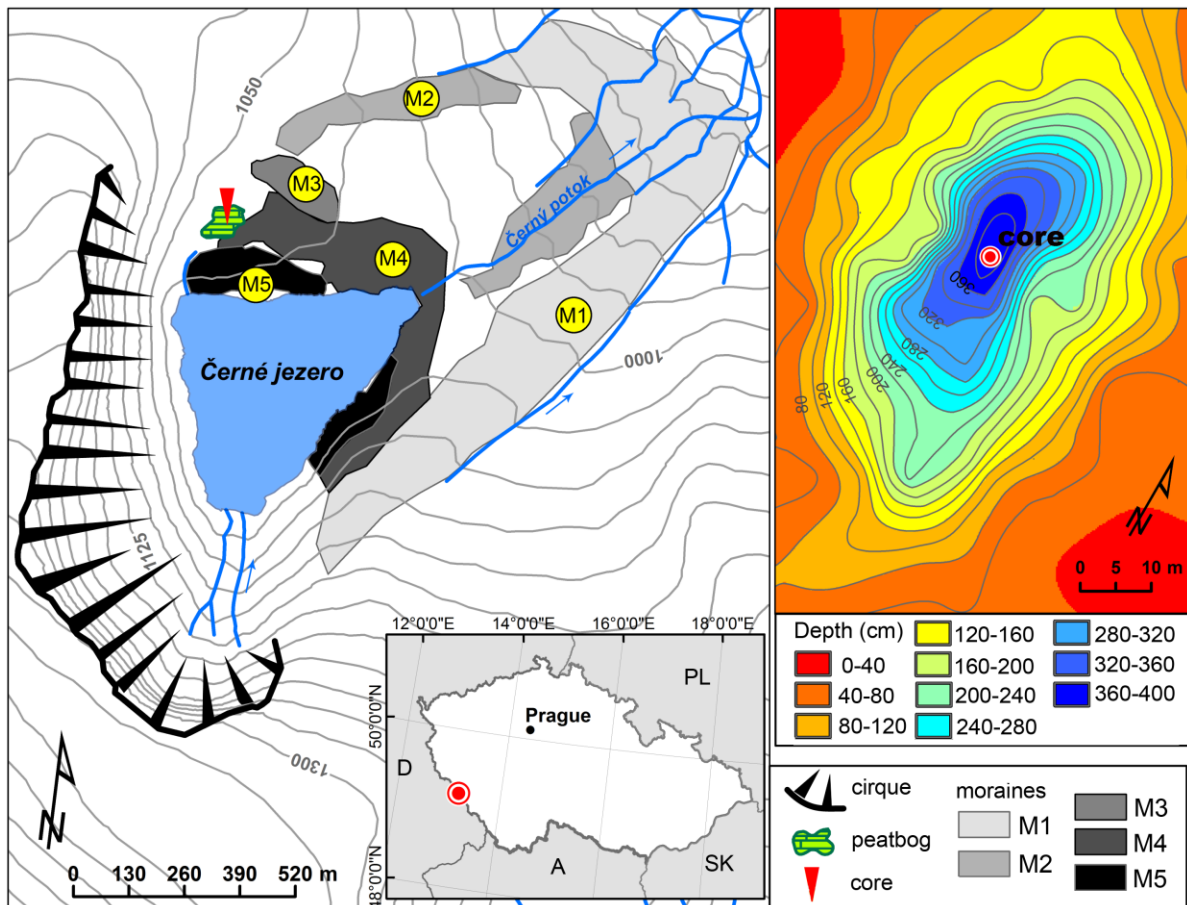 1050
M2
M3
M5
M4
M1
Černý potok
Černé jezero
1000
1125
1300
N
0 130 260 390 520 m
12°0'0"E 14°0'0"E 16°0'0"E 18°0'0"E
50°0'0"N
48°0'0"N
PL
Prague
D
A
SK
core
360
320
280
240
200
160
120
80
N
0 5 10 m
Depth (cm)
0-40
40-80
80-120
120-160
160-200
200-240
240-280
280-320
320-360
360-400
cirque
peatbog
core
moraines
M1
M2
M3
M4
M5